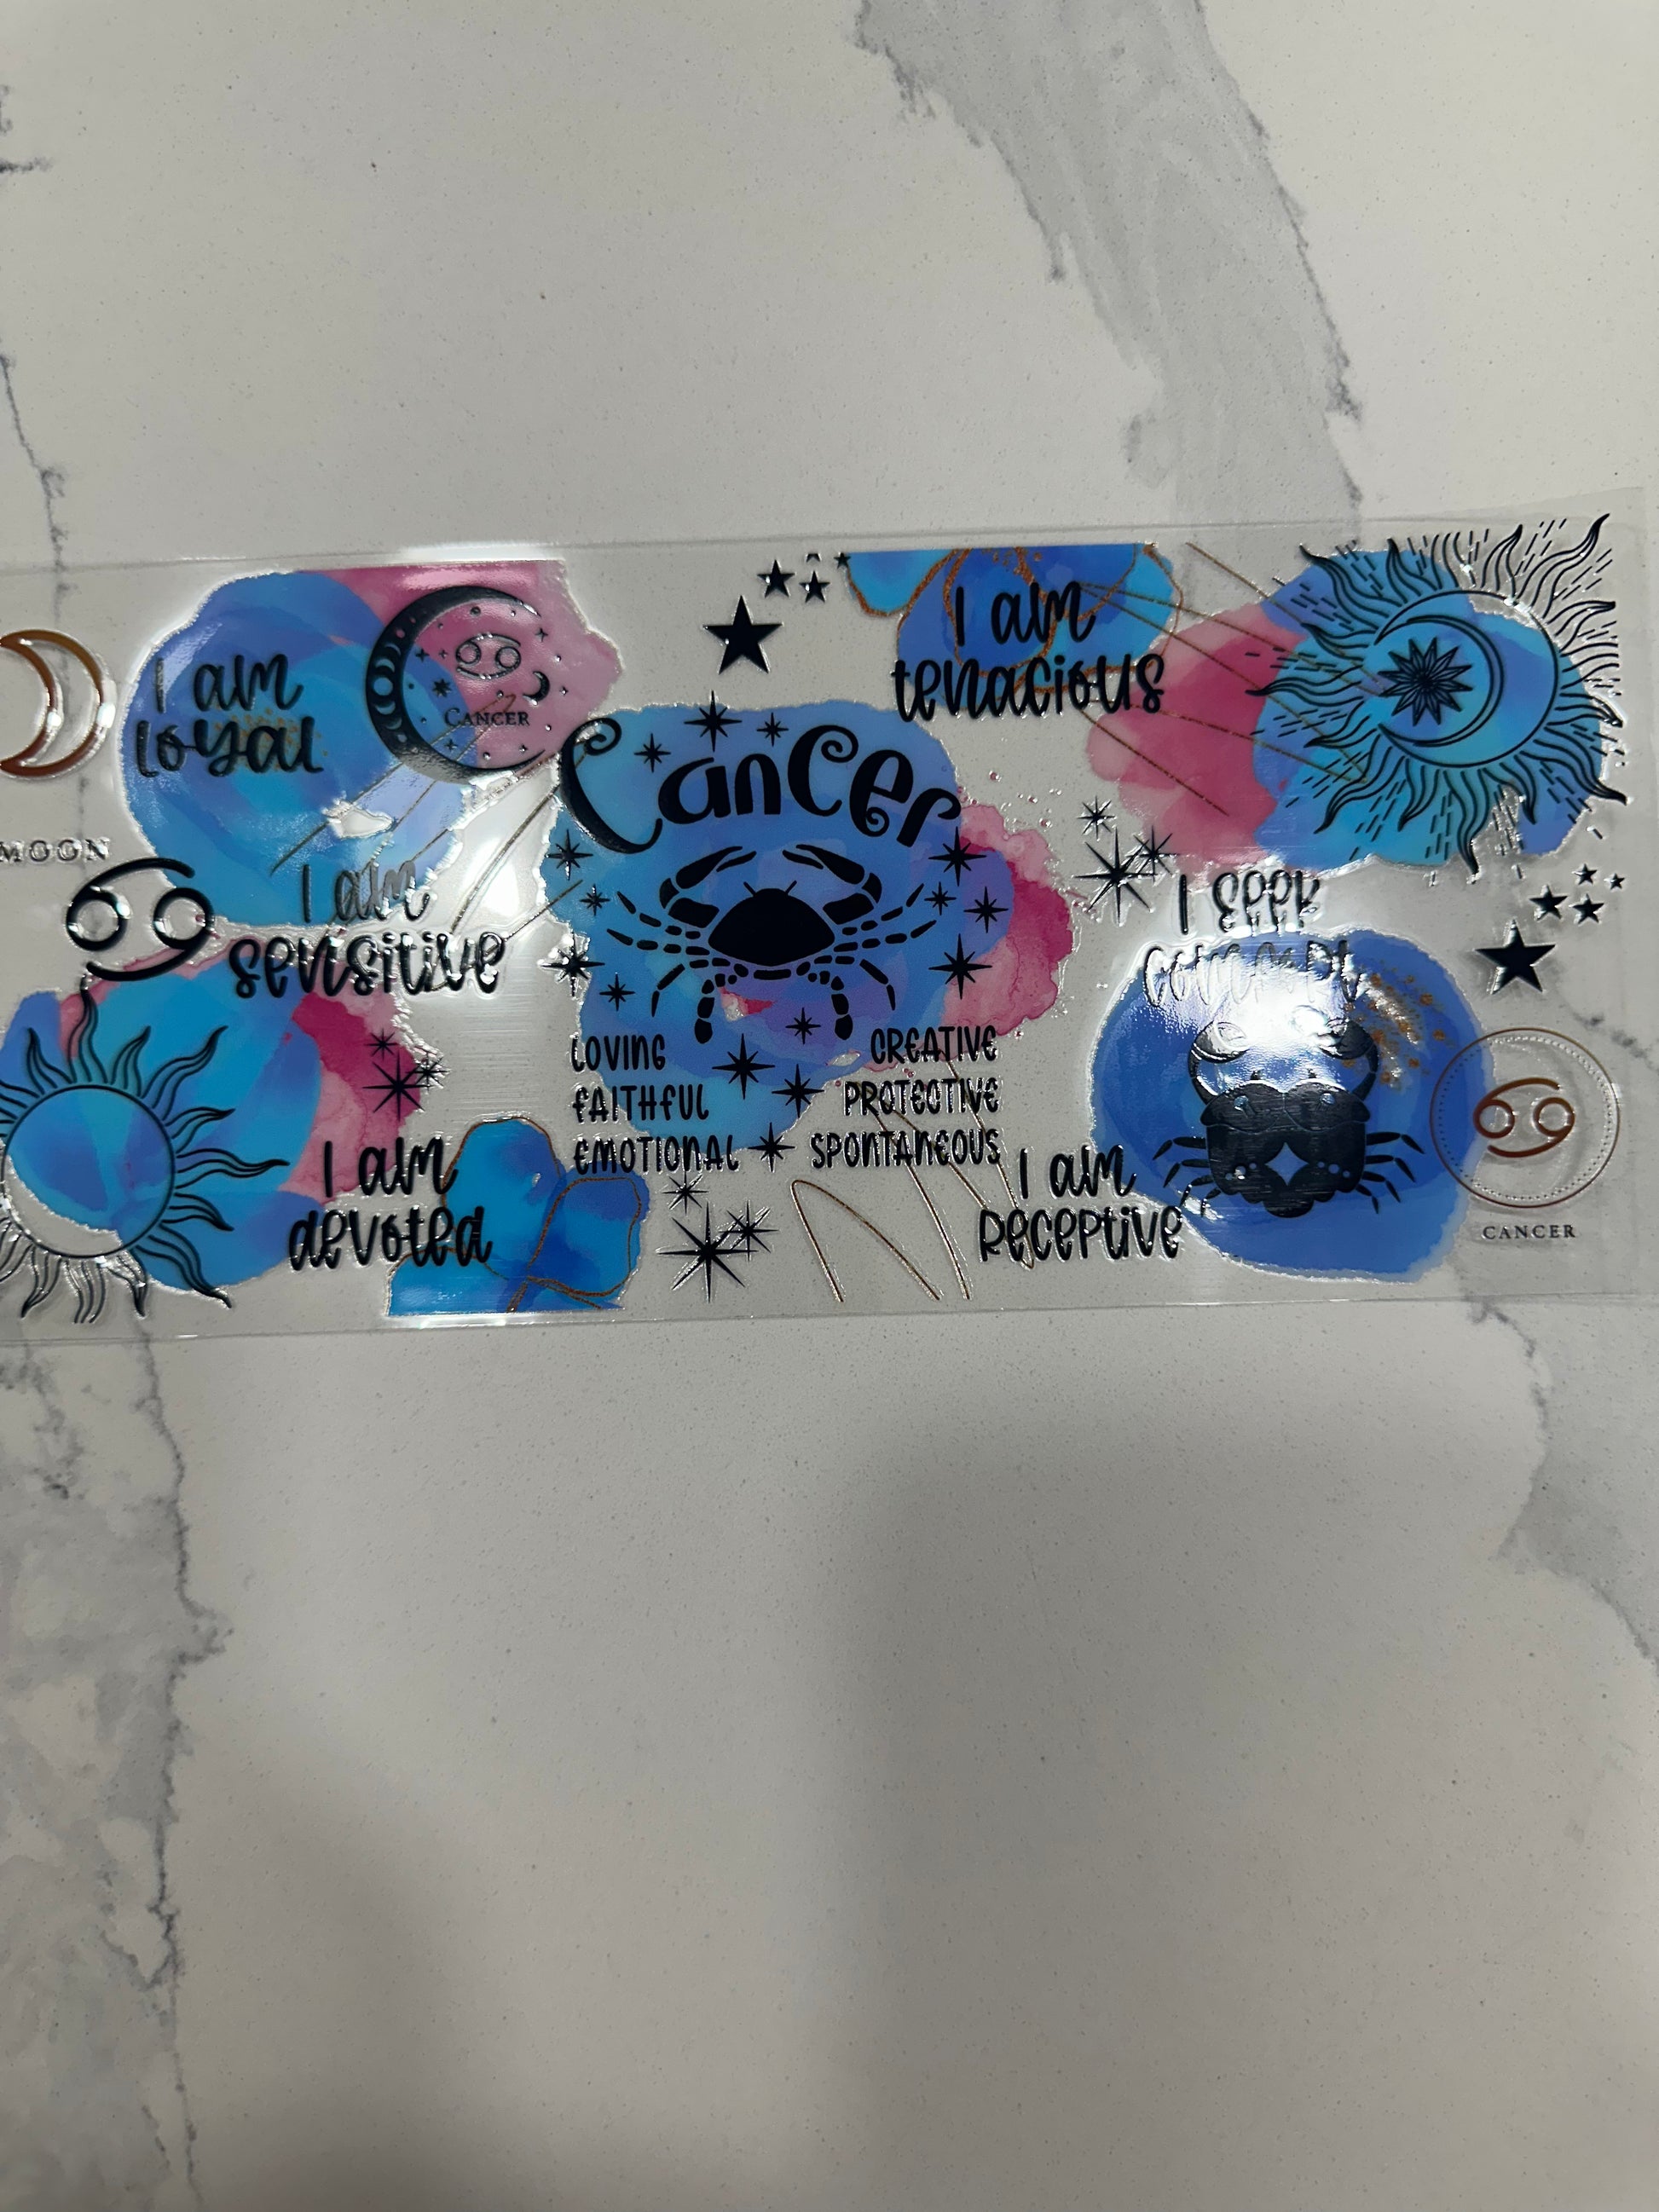 I am
loyal
CANCER
MOON
I am
sensitive
I am
devoted
Cancer
LOVING
FAITHFUL
EMOTIONAL
CREATIVE
PROTECTIVE
SPONTANEOUS
I am
tenacious
I seek
I am
Receptive
CANCER